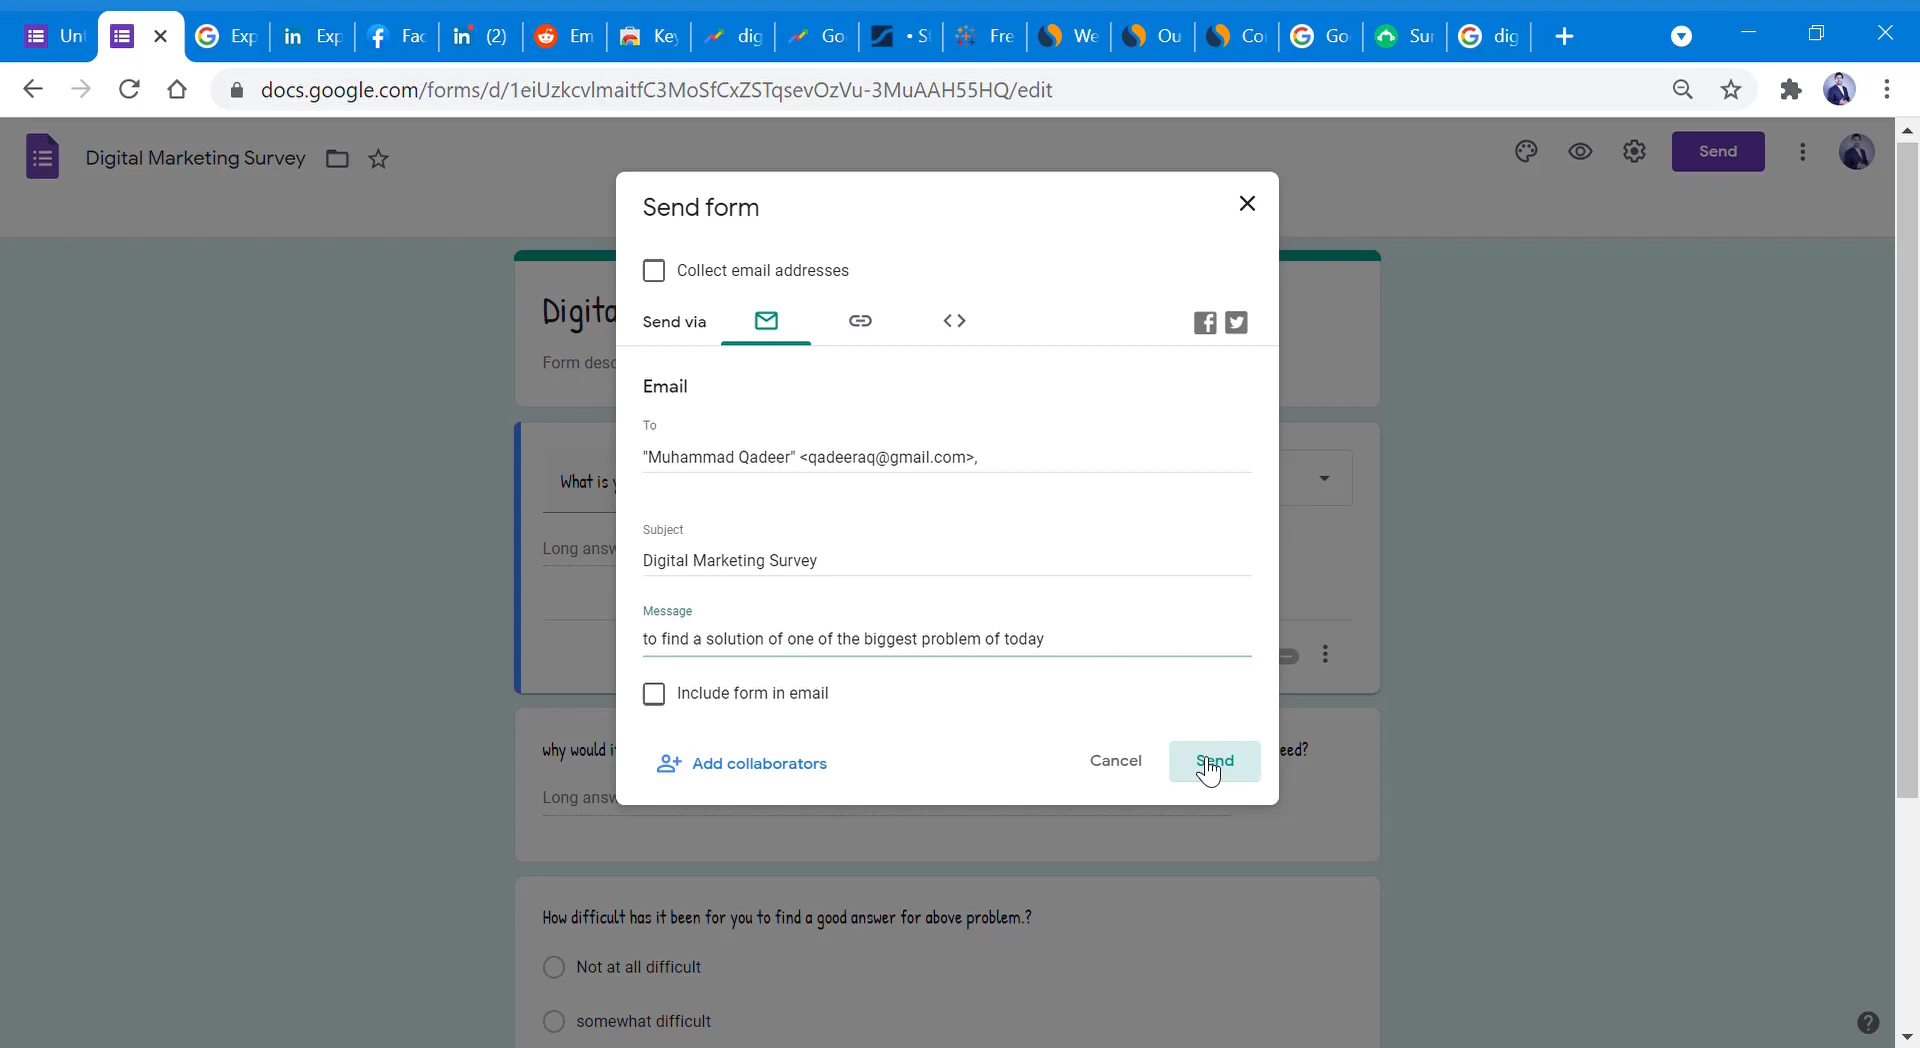 Unt Exp Exp Fac (2) Em Key dig Go • St Fre We Ou Co Go Sur dig
docs.google.com/forms/d/1eiUzkcvlmaitfC3MoSfCxZSTqsevOzVu-3MuAAH55HQ/edit
Digital Marketing Survey
Send
Send form
Collect email addresses
Digita
Send via
Form desc
Email
To
"Muhammad Qadeer" <qadeeraq@gmail.com>,
What is y
Subject
Long answ
Digital Marketing Survey
Message
to find a solution of one of the biggest problem of today
Include form in email
why would i eed?
Add collaborators
Cancel
Send
Long answ
How difficult has it been for you to find a good answer for above problem.?
Not at all difficult
somewhat difficult